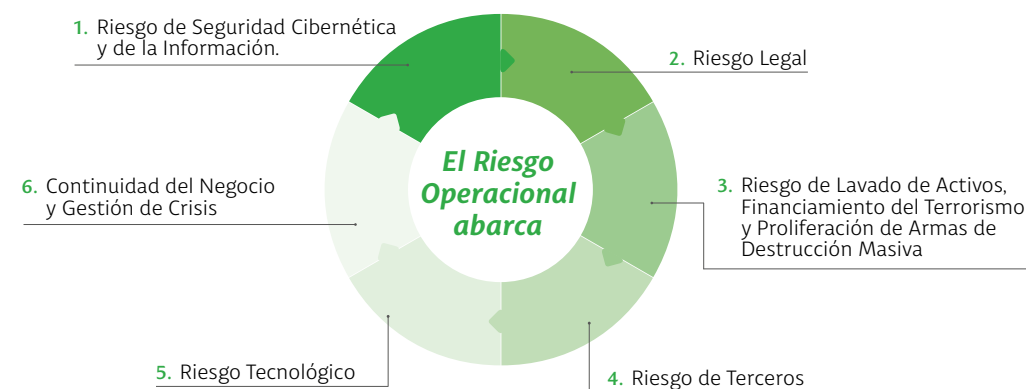 1. Riesgo de Seguridad Cibernética
y de la Información.
2. Riesgo Legal
El Riesgo
Operacional
abarca
3. Riesgo de Lavado de Activos,
Financiamiento del Terrorismo
y Proliferación de Armas de
Destrucción Masiva
4. Riesgo de Terceros
5. Riesgo Tecnológico
6. Continuidad del Negocio
y Gestión de Crisis